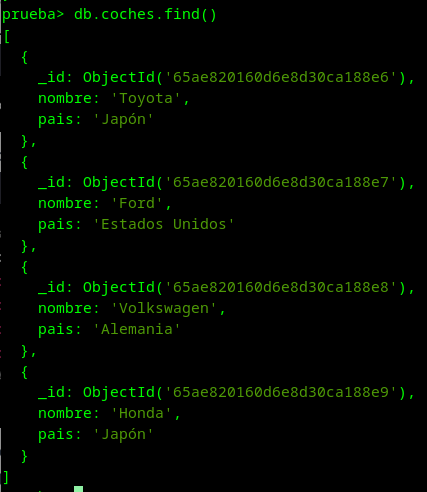 prueba> db.coches.find()
[
  {
    _id: ObjectId('65ae820160d6e8d30ca188e6'),
    nombre: 'Toyota',
    pais: 'Japón'
  },
  {
    _id: ObjectId('65ae820160d6e8d30ca188e7'),
    nombre: 'Ford',
    pais: 'Estados Unidos'
  },
  {
    _id: ObjectId('65ae820160d6e8d30ca188e8'),
    nombre: 'Volkswagen',
    pais: 'Alemania'
  },
  {
    _id: ObjectId('65ae820160d6e8d30ca188e9'),
    nombre: 'Honda',
    pais: 'Japón'
  }
]